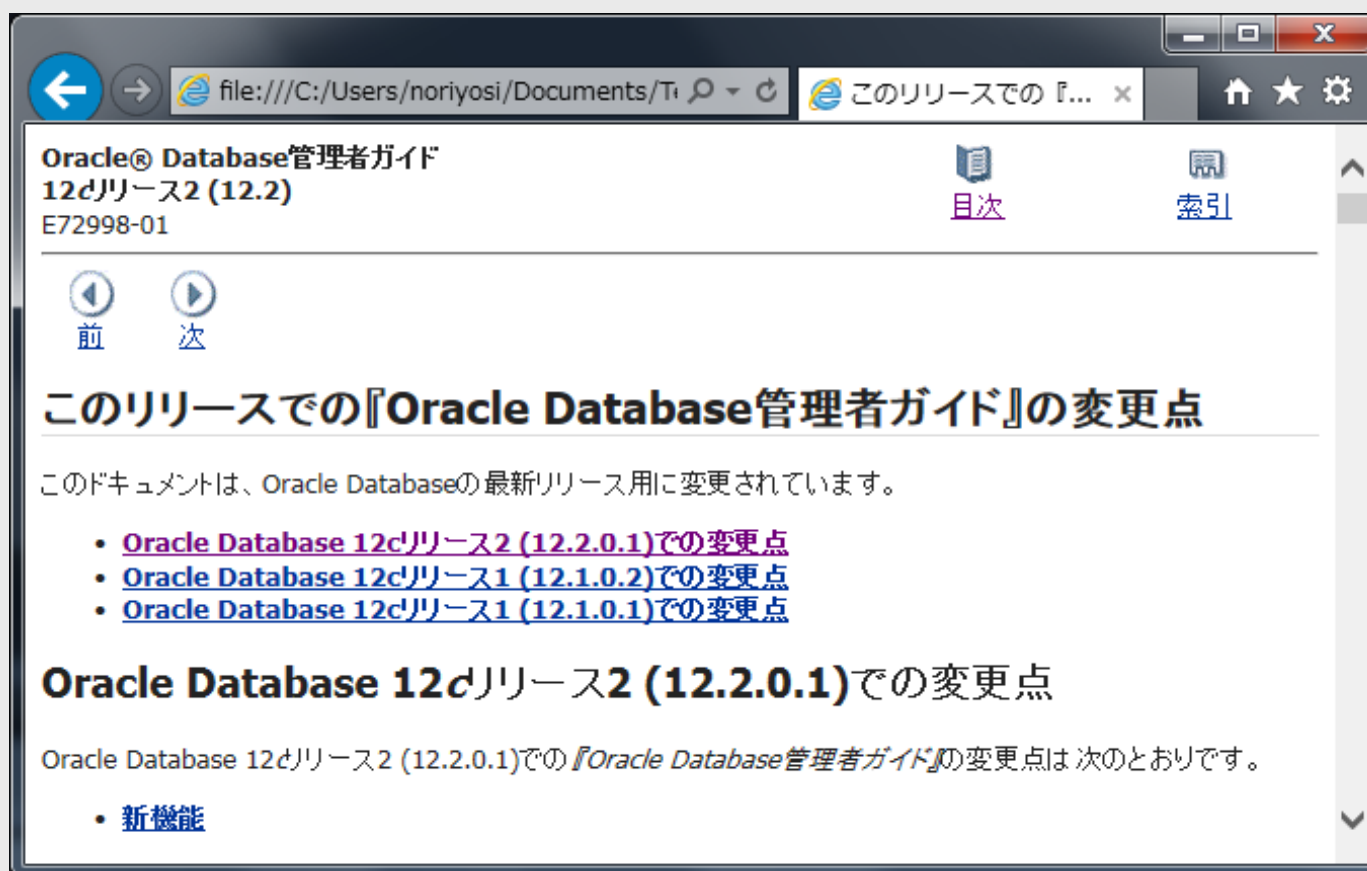 file:///C:/Users/noriyosi/Documents/T
このリリースでの『...
Oracle® Database管理者ガイド
12cリリース2 (12.2)
E72998-01
目次
索引
前
次
このリリースでの『Oracle Database管理者ガイド』の変更点
このドキュメントは、Oracle Databaseの最新リリース用に変更されています。
• Oracle Database 12cリリース2 (12.2.0.1)での変更点
• Oracle Database 12cリリース1 (12.1.0.2)での変更点
• Oracle Database 12cリリース1 (12.1.0.1)での変更点
Oracle Database 12cリリース2 (12.2.0.1)での変更点
Oracle Database 12cリリース2 (12.2.0.1)での『Oracle Database管理者ガイド』の変更点は次のとおりです。
• 新機能